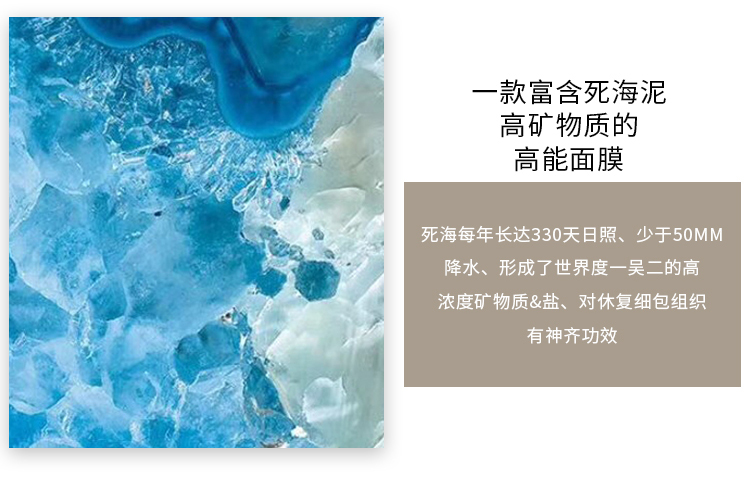 一款富含死海泥
高矿物质的
高能面膜
死海每年长达330天日照、少于50MM
降水、形成了世界度一吴二的高
浓度矿物质&盐、对休复细包组织
有神齐功效